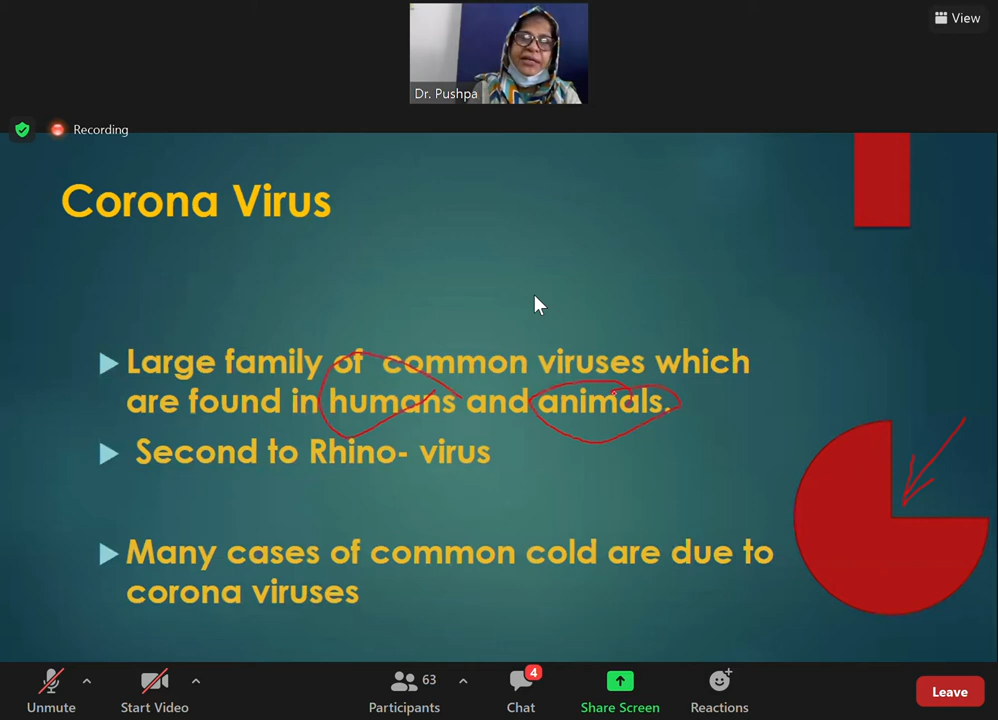 View
Dr. Pushpa
Recording
Corona Virus
Large family of common viruses which
are found in humans and animals.
Second to Rhino- virus
Many cases of common cold are due to
corona viruses
63
4
Unmute
Start Video
Participants
Chat
Share Screen
Reactions
Leave